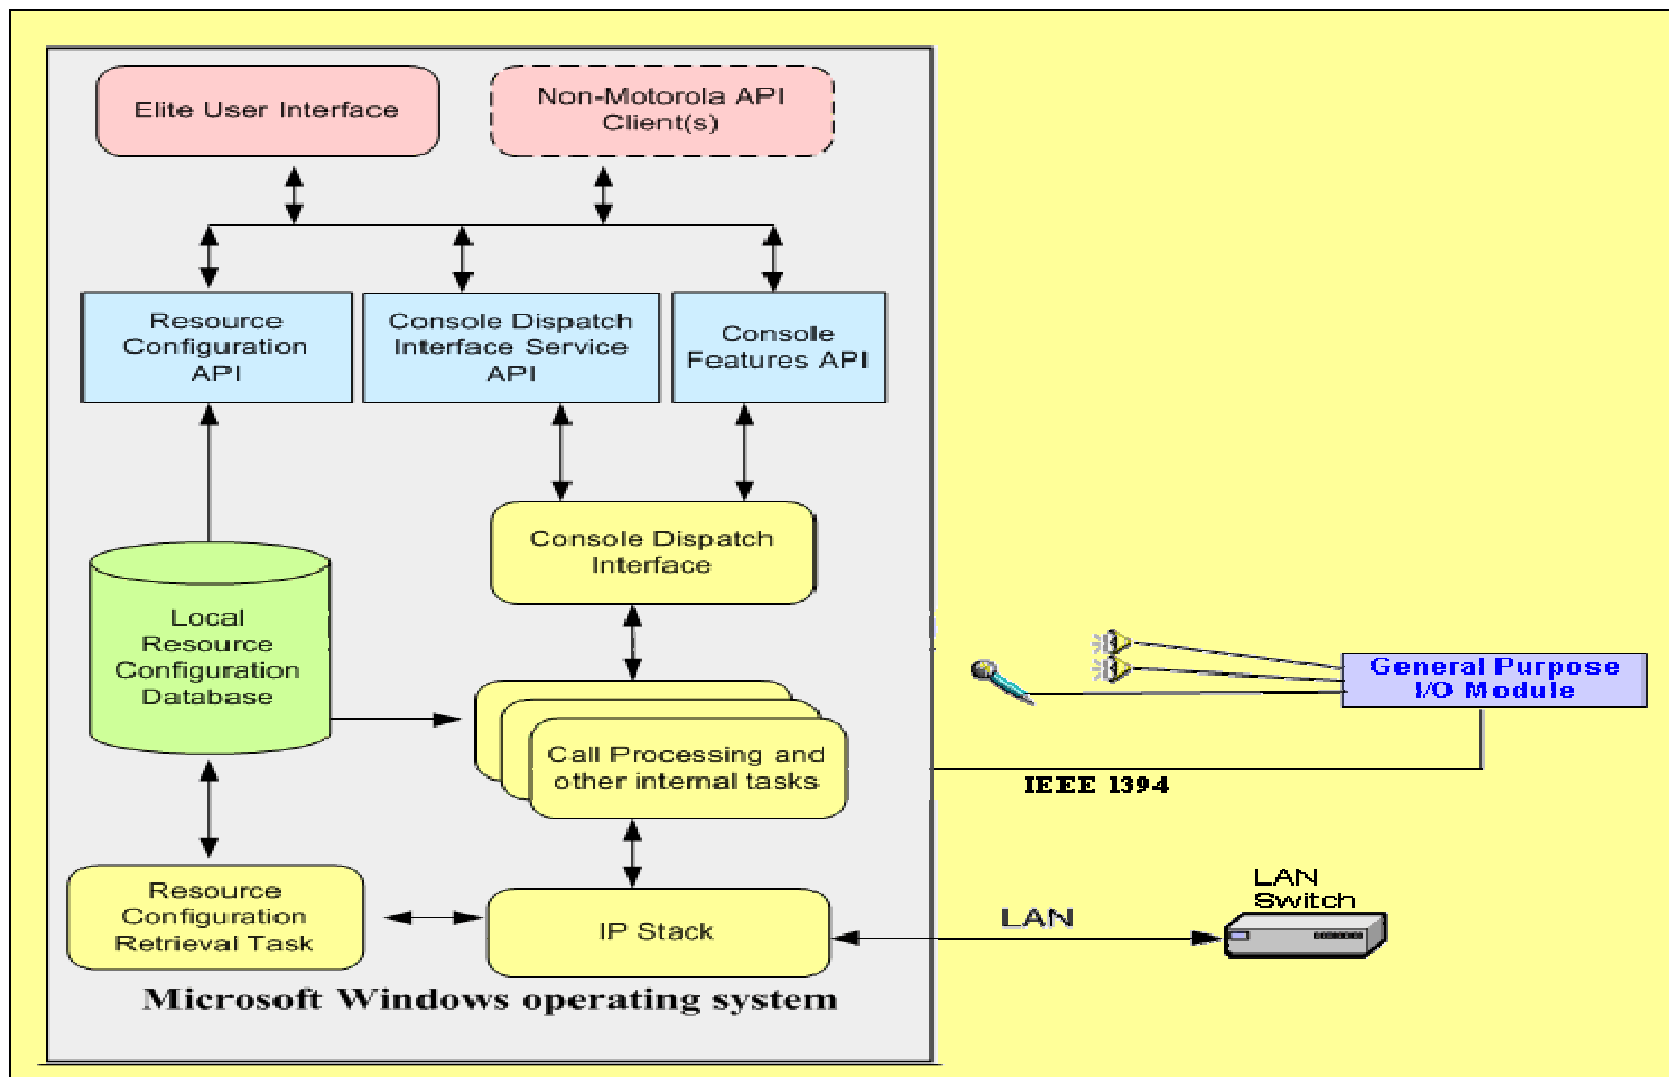 Elite User Interface
Non-Motorola API
Client(s)
Resource
Configuration
API
Console Dispatch
Interface Service
API
Console
Features API
Console Dispatch
Interface
Local
Resource
Configuration
Database
General Purpose
I/O Module
Call Processing and
other internal tasks
IEEE 1394
Resource
Configuration
Retrieval Task
IP Stack
LAN
LAN
Switch
Microsoft Windows operating system